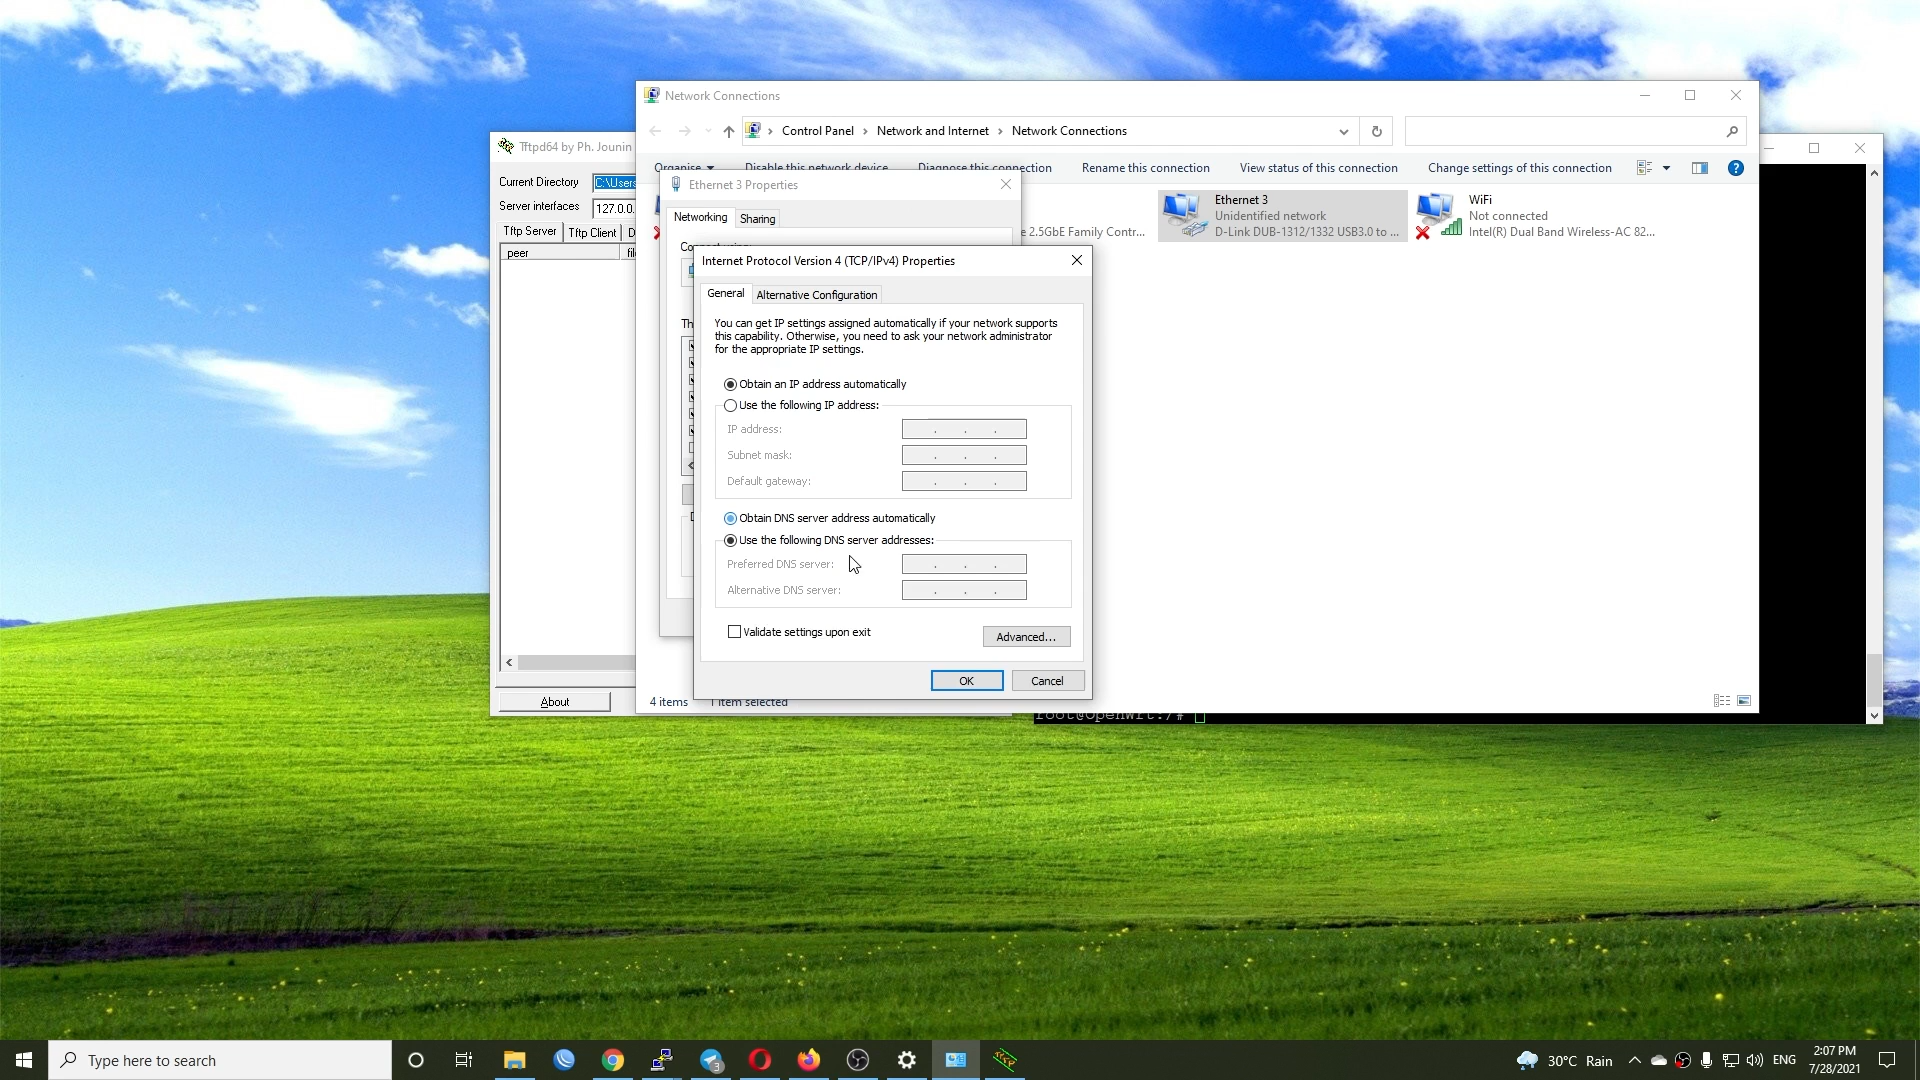 Network Connections
Control Panel
Network and Internet
Network Connections
Tftpd64 by Ph. Jounin
Organise
Disable this network device
Diagnose this connection
Rename this connection
View status of this connection
Change settings of this connection
Current Directory
C:\Users
Server interfaces
127.0.0.
Tftp Server
Tftp Client
D
peer
fil
Ethernet 3 Properties
Networking
Sharing
Ethernet 3
Unidentified network
D-Link DUB-1312/1332 USB3.0 to ...
WiFi
Not connected
Intel(R) Dual Band Wireless-AC 82...
e 2.5GbE Family Contr...
Th
Internet Protocol Version 4 (TCP/IPv4) Properties
General
Alternative Configuration
You can get IP settings assigned automatically if your network supports
this capability. Otherwise, you need to ask your network administrator
for the appropriate IP settings.
Obtain an IP address automatically
Use the following IP address:
IP address:
Subnet mask:
Default gateway:
Obtain DNS server address automatically
Use the following DNS server addresses:
Preferred DNS server:
Alternative DNS server:
Validate settings upon exit
Advanced...
OK
Cancel
About
4 items
1 item selected
root@OpenWrt:/#
Type here to search
3
30°C Rain
ENG
2:07 PM
7/28/2021